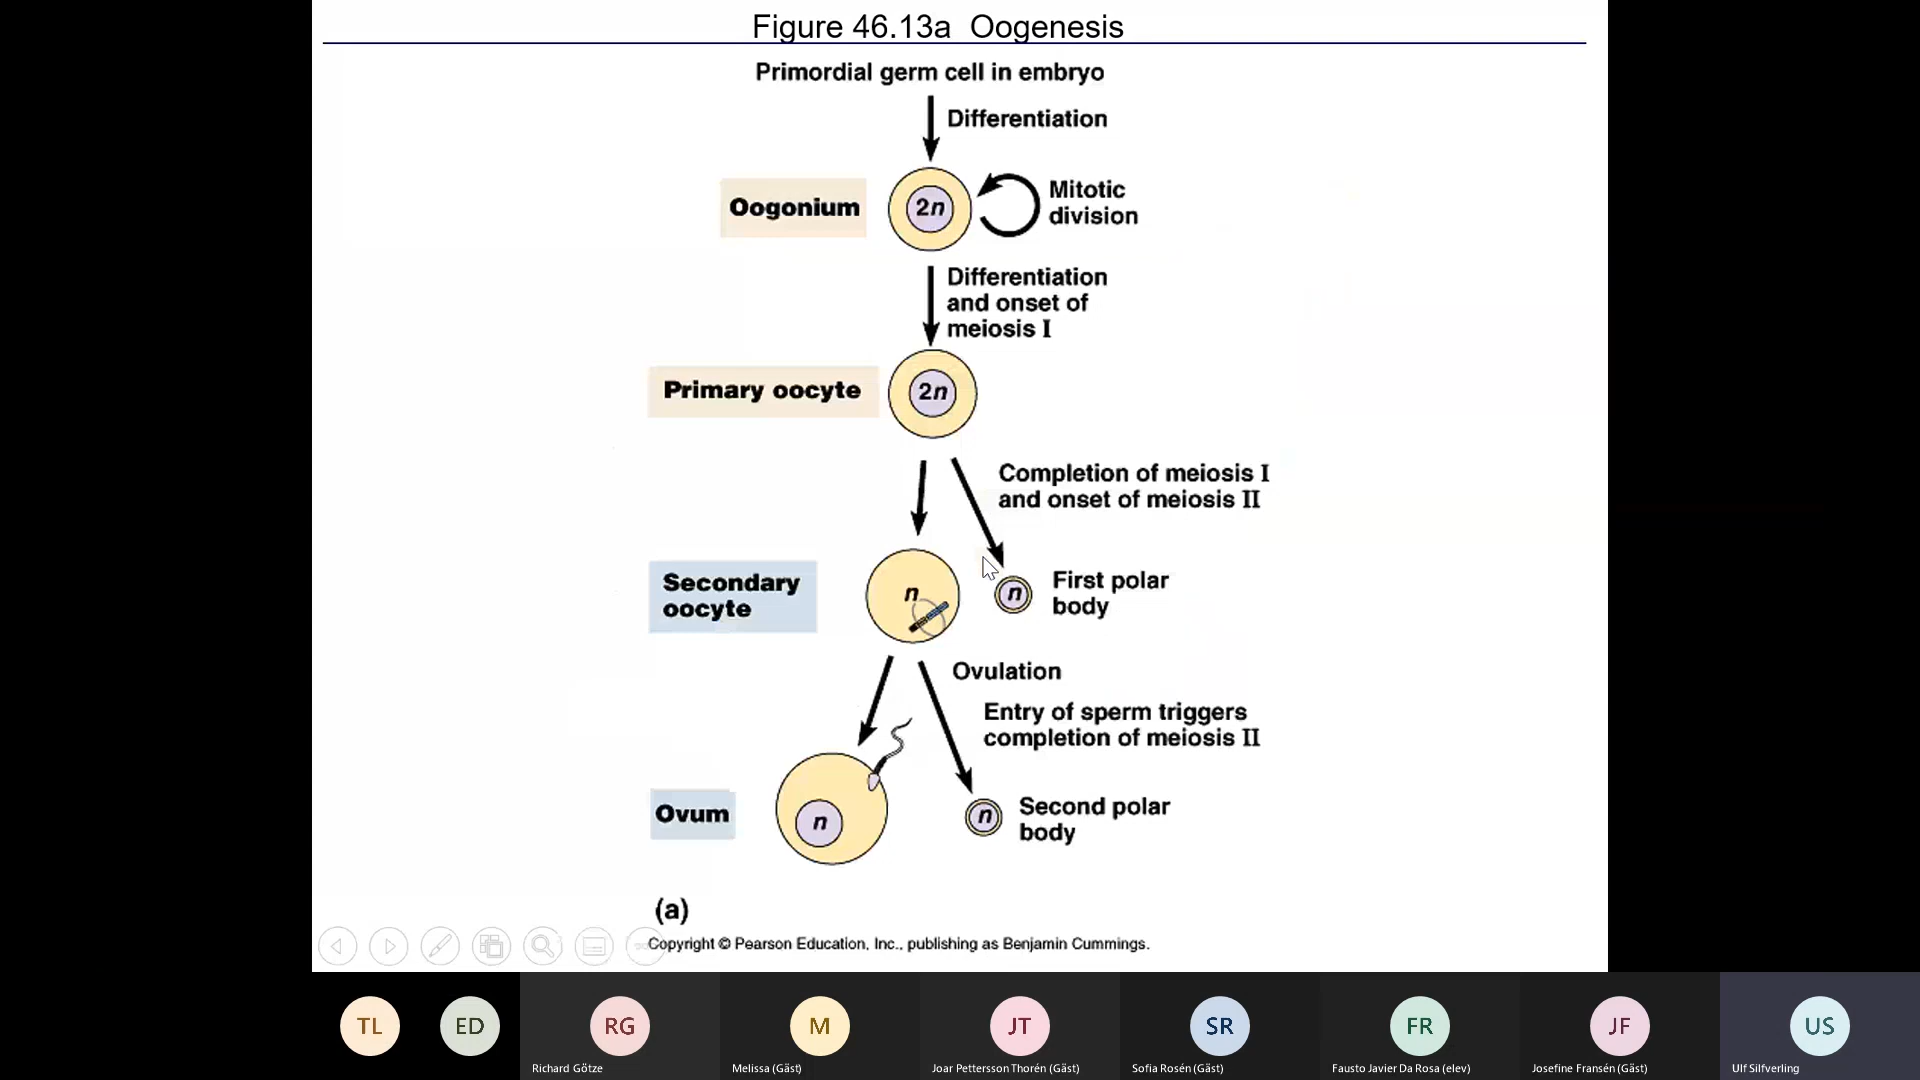 Figure 46.13a  Oogenesis
Primordial germ cell in embryo
Differentiation
Oogonium
2n
Mitotic
division
Differentiation
and onset of
meiosis I
Primary oocyte
2n
Completion of meiosis I
and onset of meiosis II
Secondary
oocyte
n
n
First polar
body
Ovulation
Entry of sperm triggers
completion of meiosis II
Ovum
n
n
Second polar
body
(a)
Copyright © Pearson Education, Inc., publishing as Benjamin Cummings.
TL
ED
RG
M
JT
SR
FR
JF
US
Richard Götze
Melissa (Gäst)
Joar Pettersson Thorén (Gäst)
Sofia Rosén (Gäst)
Fausto Javier Da Rosa (elev)
Josefine Fransén (Gäst)
Ulf Silfverling